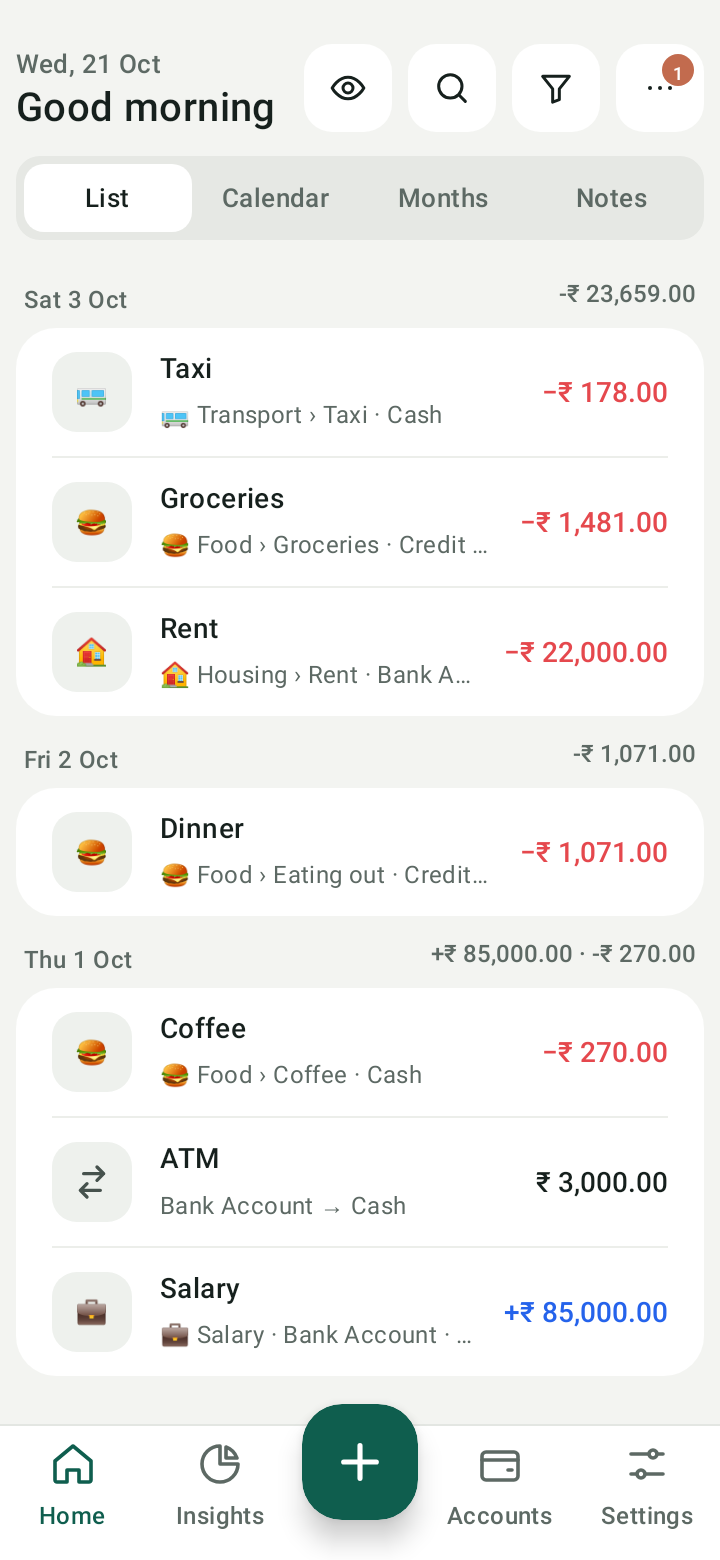 Wed, 21 Oct
Good morning
1
List
Calendar
Months
Notes
Sat 3 Oct
-₹ 23,659.00
Taxi
Transport › Taxi · Cash
−₹ 178.00
Groceries
Food › Groceries · Credit ...
−₹ 1,481.00
Rent
Housing › Rent · Bank A...
−₹ 22,000.00
Fri 2 Oct
-₹ 1,071.00
Dinner
Food › Eating out · Credit...
−₹ 1,071.00
Thu 1 Oct
+₹ 85,000.00 · -₹ 270.00
Coffee
Food › Coffee · Cash
−₹ 270.00
ATM
Bank Account → Cash
₹ 3,000.00
Salary
Salary · Bank Account · ...
+₹ 85,000.00
Home
Insights
Accounts
Settings